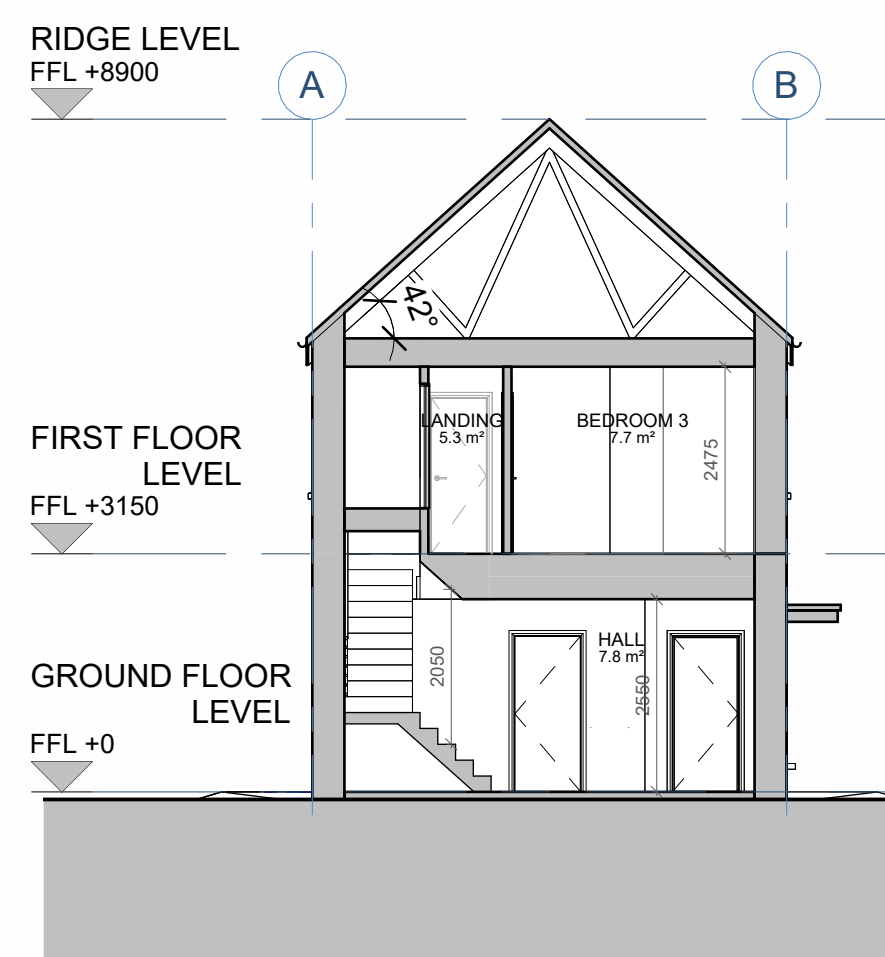 RIDGE LEVEL
FFL +8900
A
B
42°
LANDING
5.3 m²
BEDROOM 3
7.7 m²
2475
FIRST FLOOR
LEVEL
FFL +3150
HALL
7.8 m²
2050
2550
GROUND FLOOR
LEVEL
FFL +0